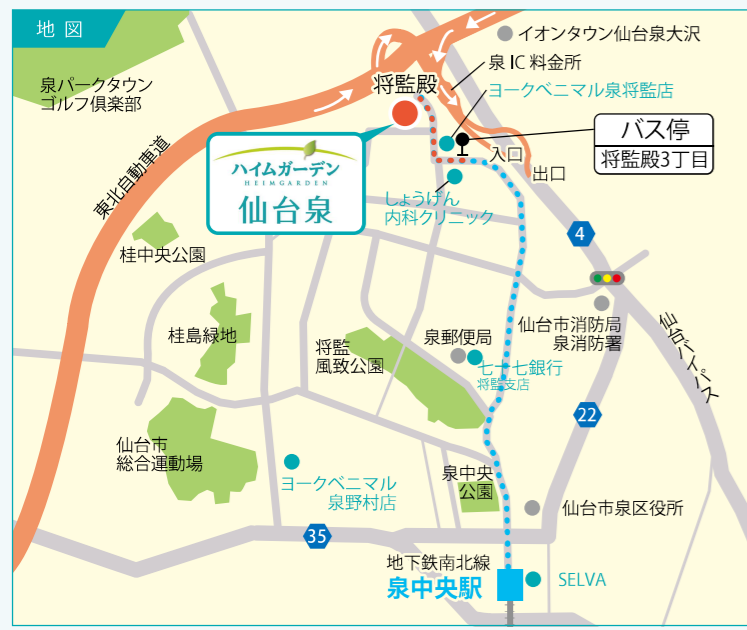 地 図
イオンタウン仙台泉大沢
泉パークタウン
ゴルフ倶楽部
泉 IC 料金所
将監殿
ヨークベニマル泉将監店
バス停
将監殿3丁目
入口
出口
ハイムガーデン
HEIMGARDEN
仙台泉
しょうげん
内科クリニック
東北自動車道
4
桂中央公園
桂島緑地
将監
風致公園
泉郵便局
仙台市消防局
泉消防署
仙台バイパス
七十七銀行
将監支店
22
仙台市
総合運動場
ヨークベニマル
泉野村店
泉中央
公園
仙台市泉区役所
35
地下鉄南北線
泉中央駅
SELVA